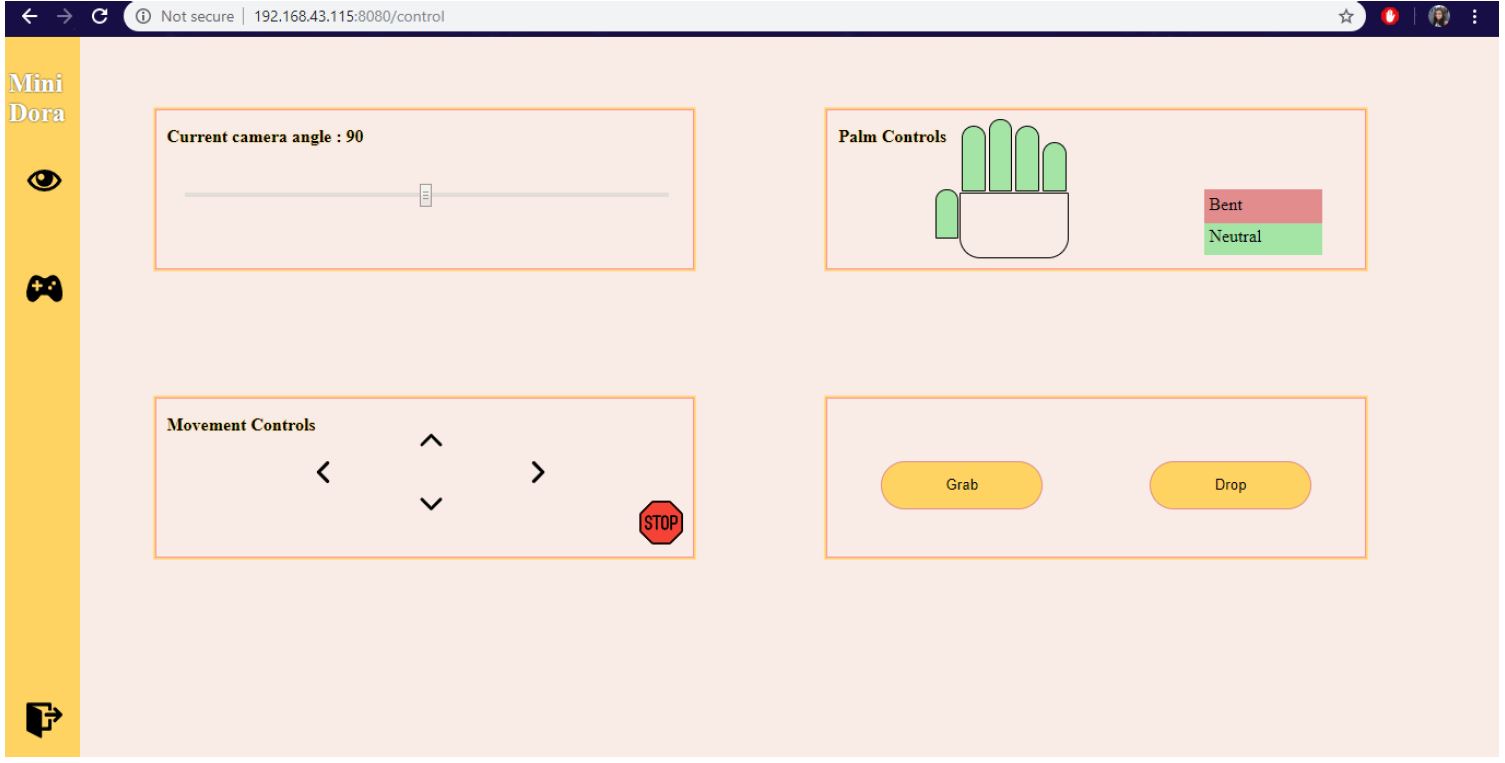 Not secure | 192.168.43.115:8080/control
Mini
Dora
Current camera angle : 90
Palm Controls
Bent
Neutral
Movement Controls
STOP
Grab
Drop